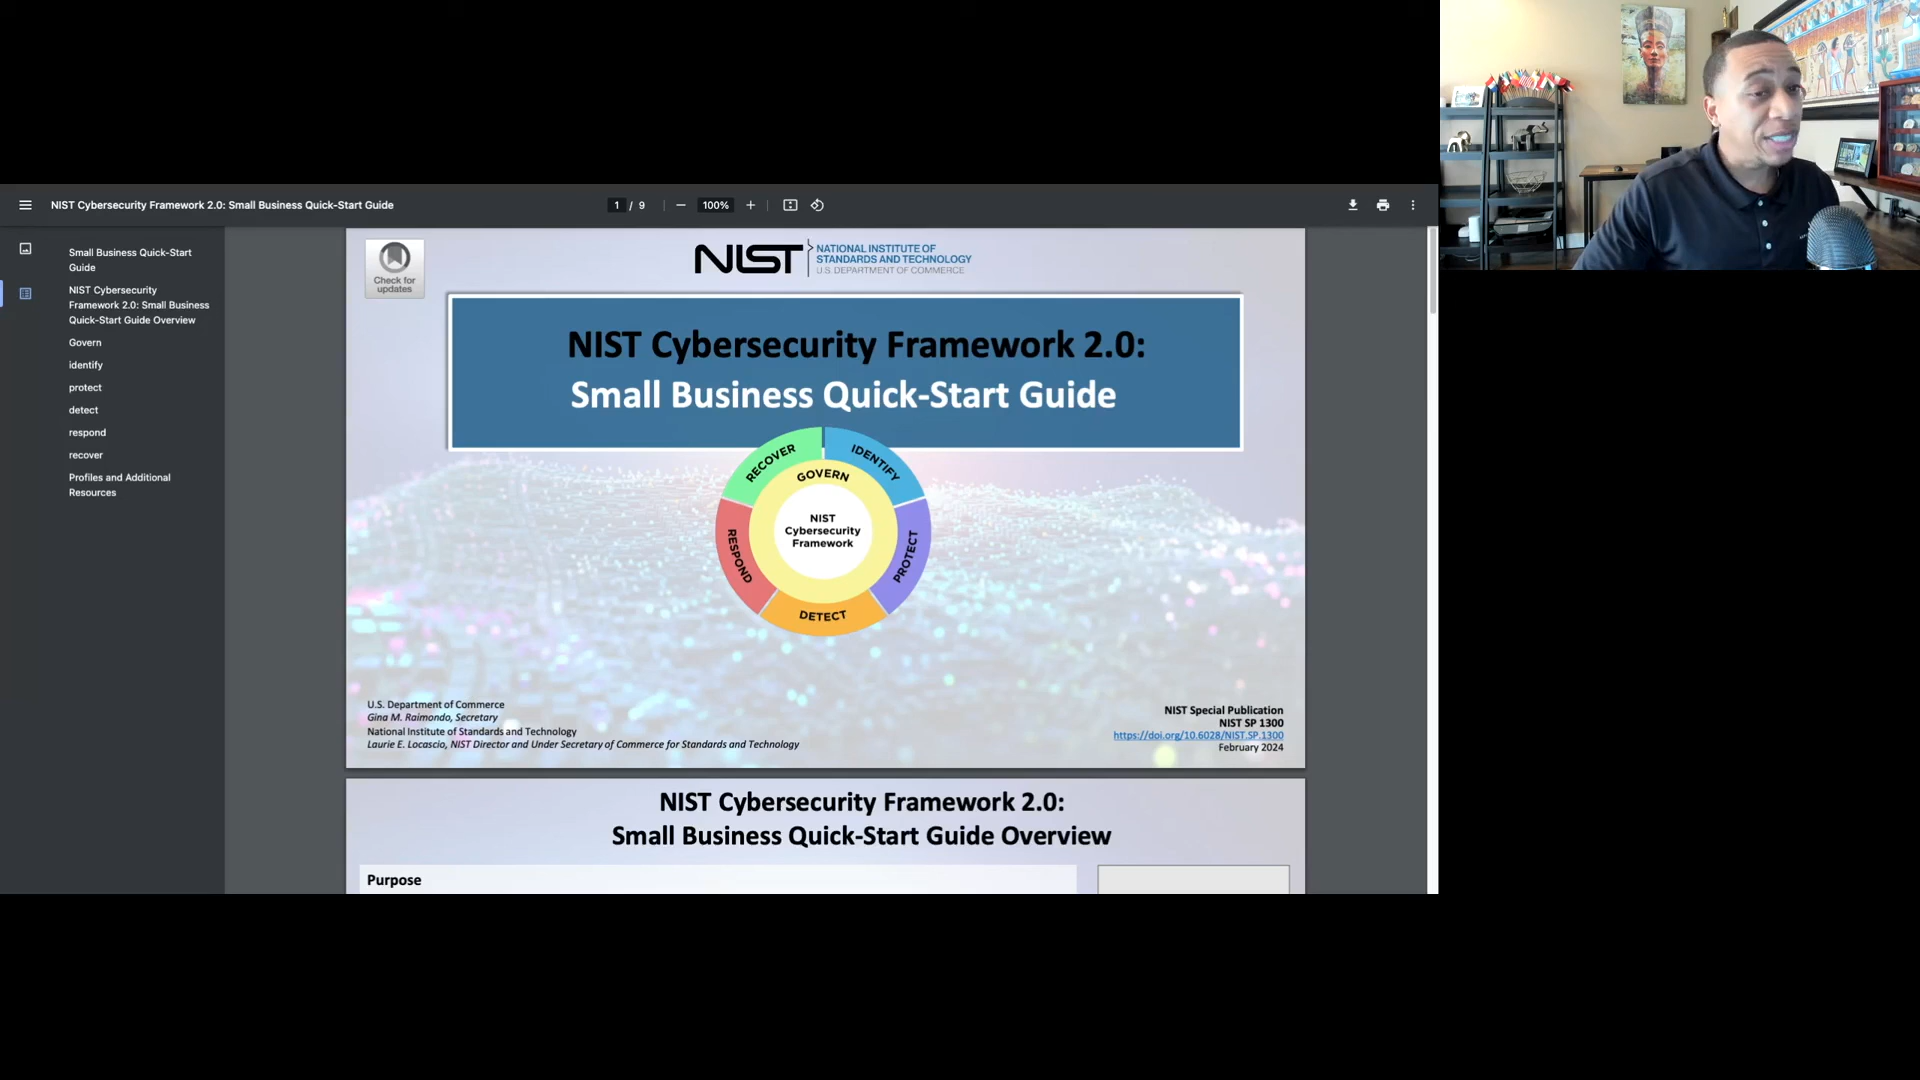 NIST Cybersecurity Framework 2.0: Small Business Quick-Start Guide
1 / 9
100%
Small Business Quick-Start
Guide
NIST Cybersecurity
Framework 2.0: Small Business
Quick-Start Guide Overview
Govern
identify
protect
detect
respond
recover
Profiles and Additional
Resources
Check for
updates
NIST
NATIONAL INSTITUTE OF
STANDARDS AND TECHNOLOGY
U.S. DEPARTMENT OF COMMERCE
NIST Cybersecurity Framework 2.0:
Small Business Quick-Start Guide
RECOVER
IDENTIFY
GOVERN
NIST
Cybersecurity
Framework
RESPOND
PROTECT
DETECT
U.S. Department of Commerce
Gina M. Raimondo, Secretary
National Institute of Standards and Technology
Laurie E. Locascio, NIST Director and Under Secretary of Commerce for Standards and Technology
NIST Special Publication
NIST SP 1300
https://doi.org/10.6028/NIST.SP.1300
February 2024
NIST Cybersecurity Framework 2.0:
Small Business Quick-Start Guide Overview
Purpose